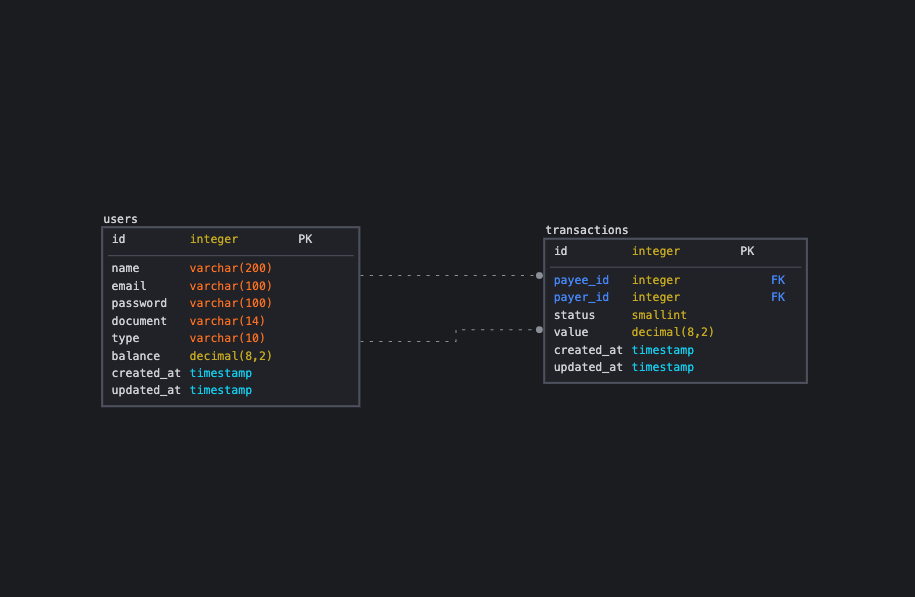 users
id integer PK
name varchar(200)
email varchar(100)
password varchar(100)
document varchar(14)
type varchar(10)
balance decimal(8,2)
created_at timestamp
updated_at timestamp
transactions
id integer PK
payee_id integer FK
payer_id integer FK
status smallint
value decimal(8,2)
created_at timestamp
updated_at timestamp